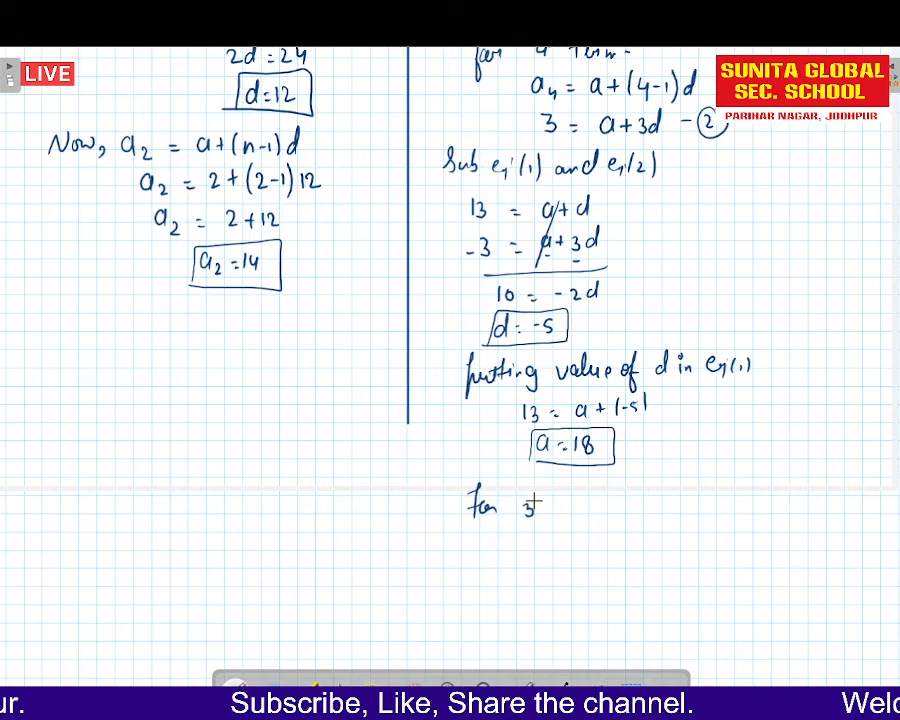 2d = 24
d = 12
Now, a₂ = a + (n-1)d
a₂ = 2 + (2-1)12
a₂ = 2 + 12
a₂ = 14
for 4 Term-
a₄ = a + (4-1)d
3 = a + 3d - ②
Sub eq(1) and eq(2)
13 = a + d
-3 = a + 3d
- -
10 = -2d
d = -5
putting value of d in eq(1)
13 = a + (-5)
a = 18
For 3
LIVE
SUNITA GLOBAL
SEC. SCHOOL
PARIHAR NAGAR, JODHPUR
ur.
Subscribe, Like, Share the channel.
Welc